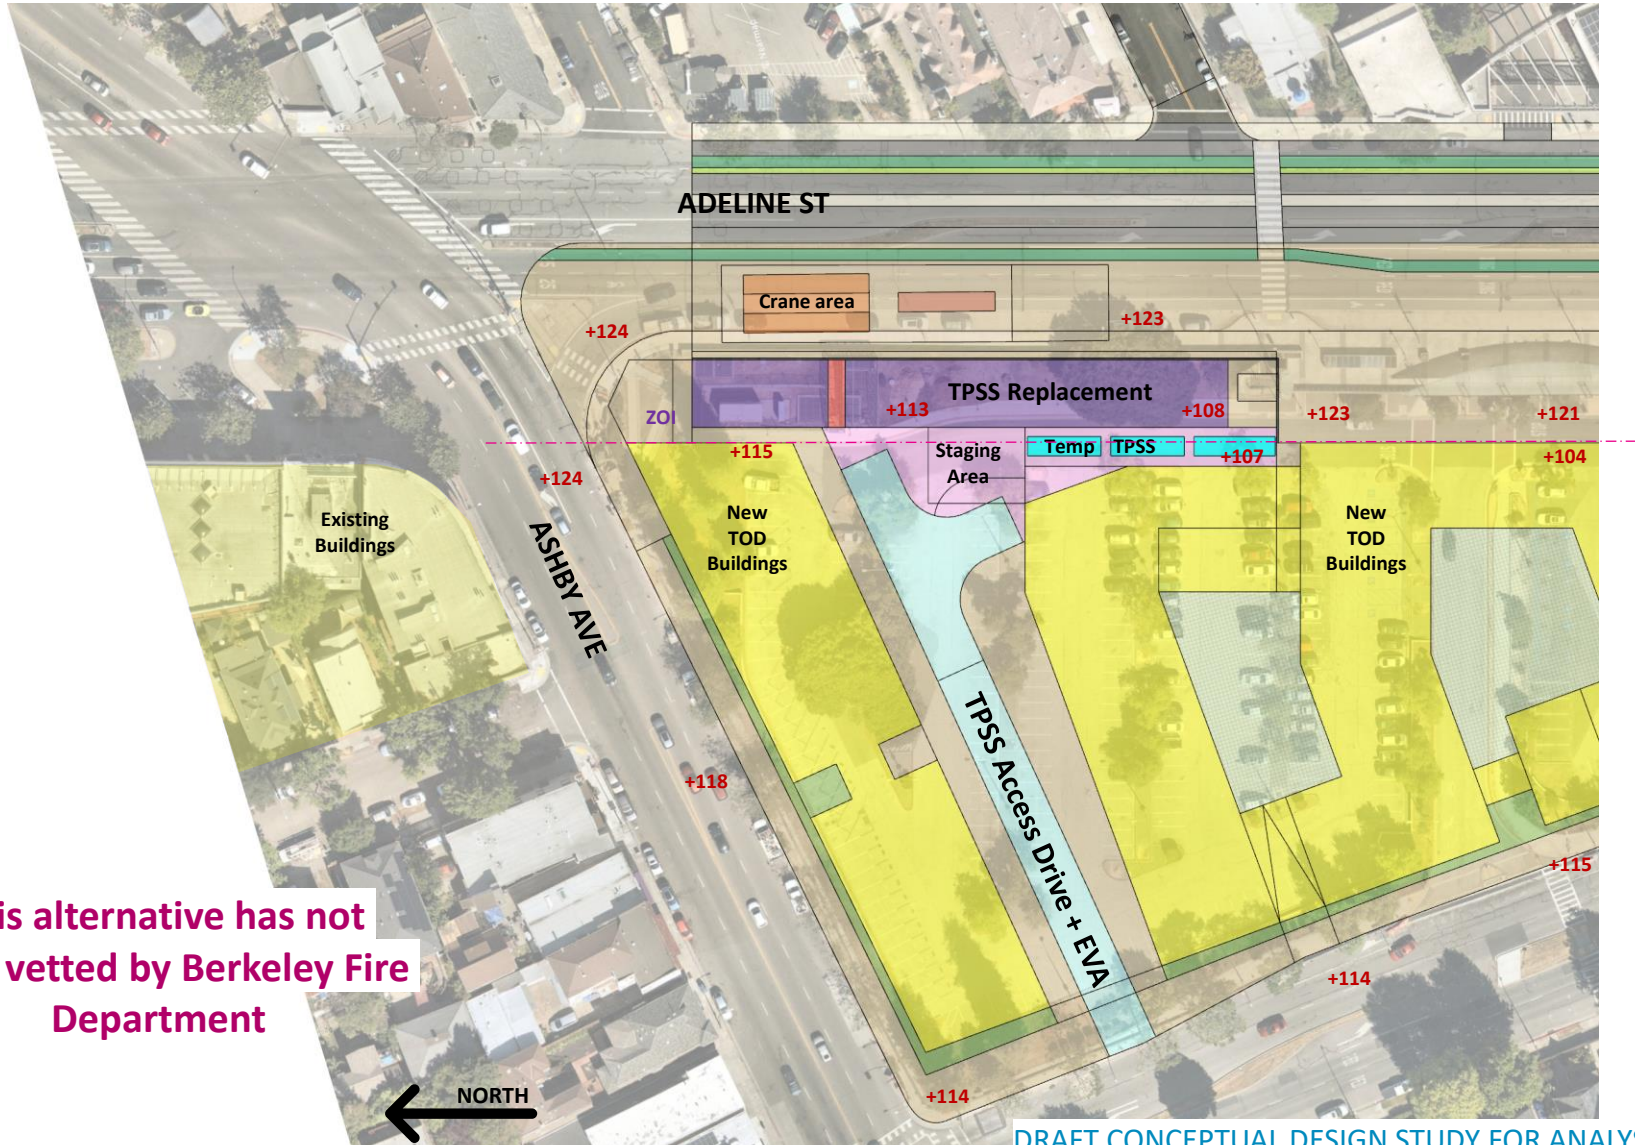 ADELINE ST
Crane area
+124
+123
TPSS Replacement
ZOI
+113
+108
+123
+121
+115
Staging
Area
Temp
TPSS
+107
+104
+124
Existing
Buildings
New
TOD
Buildings
New
TOD
Buildings
ASHBY AVE
+118
TPSS Access Drive + EVA
+115
is alternative has not
vetted by Berkeley Fire
Department
+114
+114
NORTH
DRAFT CONCEPTUAL DESIGN STUDY FOR ANALYS